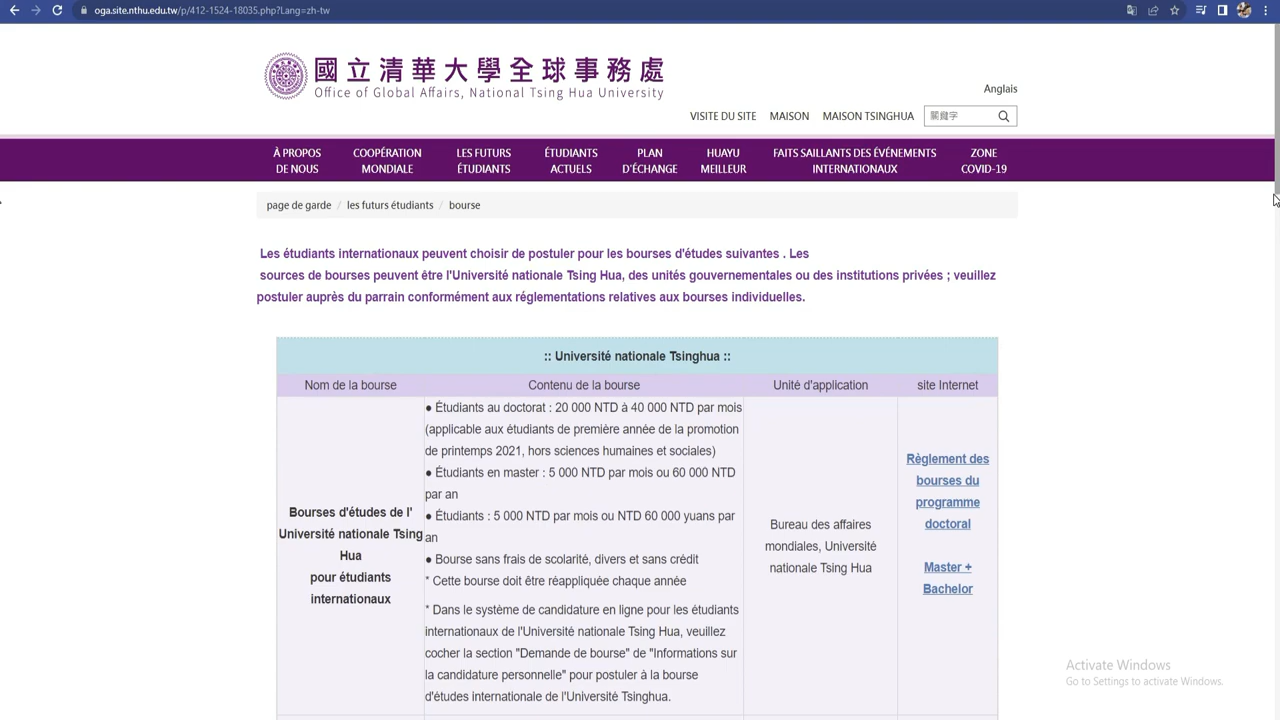 oga.site.nthu.edu.tw/p/412-1524-18035.php?Lang=zh-tw
國立清華大學全球事務處
Office of Global Affairs, National Tsing Hua University
Anglais
VISITE DU SITE MAISON MAISON TSINGHUA 關鍵字
À PROPOS DE NOUS
COOPÉRATION MONDIALE
LES FUTURS ÉTUDIANTS
ÉTUDIANTS ACTUELS
PLAN D'ÉCHANGE
HUAYU MEILLEUR
FAITS SAILLANTS DES ÉVÉNEMENTS INTERNATIONAUX
ZONE COVID-19
page de garde / les futurs étudiants / bourse
Les étudiants internationaux peuvent choisir de postuler pour les bourses d'études suivantes . Les
sources de bourses peuvent être l'Université nationale Tsing Hua, des unités gouvernementales ou des institutions privées ; veuillez
postuler auprès du parrain conformément aux réglementations relatives aux bourses individuelles.
:: Université nationale Tsinghua ::
Nom de la bourse
Contenu de la bourse
Unité d'application
site Internet
Bourses d'études de l'
Université nationale Tsing
Hua
pour étudiants
internationaux
● Étudiants au doctorat : 20 000 NTD à 40 000 NTD par mois
(applicable aux étudiants de première année de la promotion
de printemps 2021, hors sciences humaines et sociales)
● Étudiants en master : 5 000 NTD par mois ou 60 000 NTD
par an
● Étudiants : 5 000 NTD par mois ou NTD 60 000 yuans par
an
● Bourse sans frais de scolarité, divers et sans crédit
* Cette bourse doit être réappliquée chaque année
* Dans le système de candidature en ligne pour les étudiants
internationaux de l'Université nationale Tsing Hua, veuillez
cocher la section "Demande de bourse" de "Informations sur
la candidature personnelle" pour postuler à la bourse
d'études internationale de l'Université Tsinghua.
Bureau des affaires
mondiales, Université
nationale Tsing Hua
Règlement des
bourses du
programme
doctoral
Master +
Bachelor
Activate Windows
Go to Settings to activate Windows.